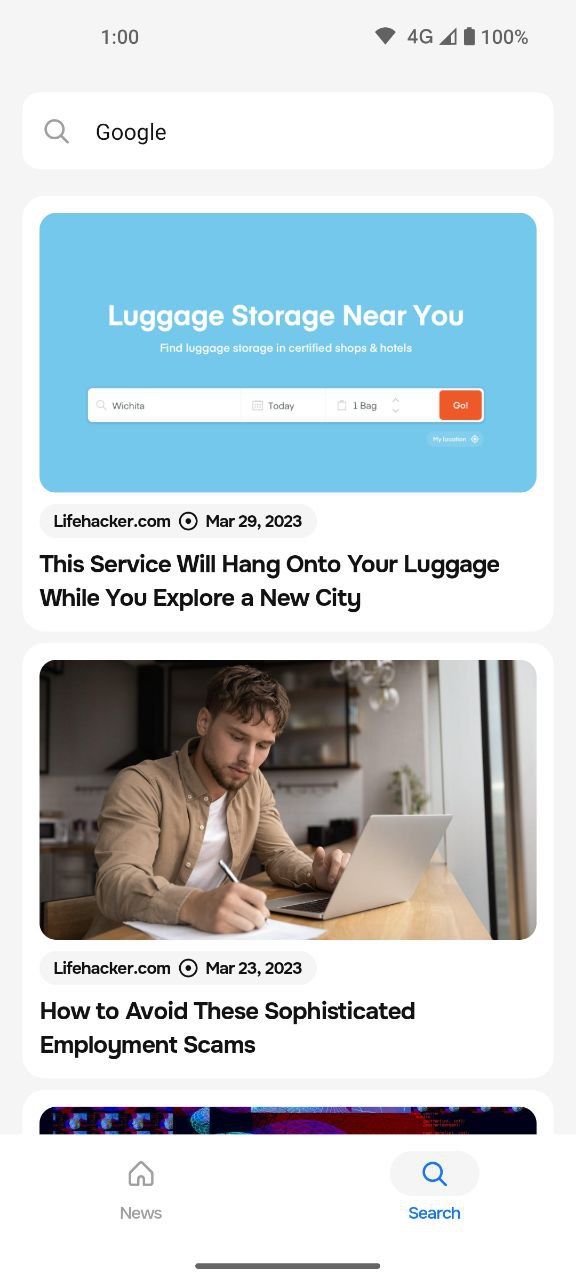 1:00
4G
100%
Google
Luggage Storage Near You
Find luggage storage in certified shops & hotels
Wichita
Today
1 Bag
Go!
My location
Lifehacker.com
Mar 29, 2023
This Service Will Hang Onto Your Luggage
While You Explore a New City
Lifehacker.com
Mar 23, 2023
How to Avoid These Sophisticated
Employment Scams
News
Search